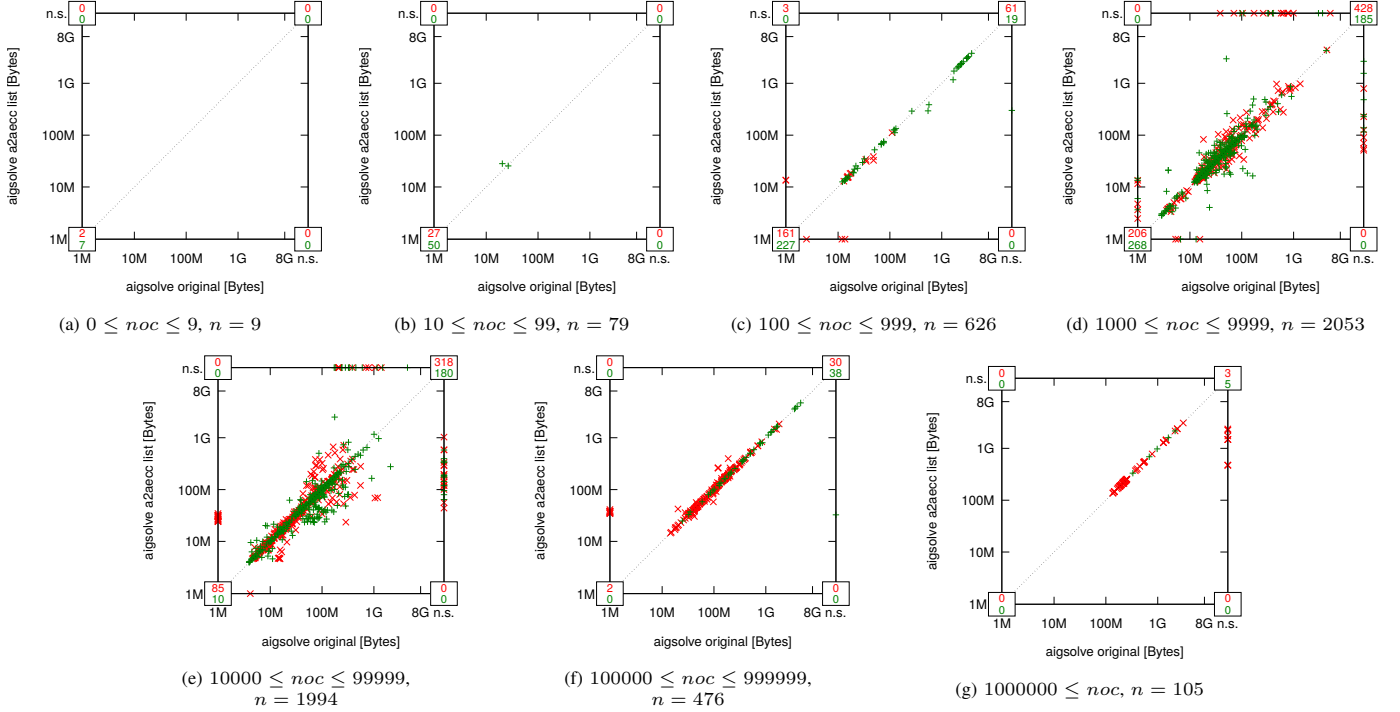 n.s.
8G
1G
100M
10M
1M
aigsolve a2aecc list [Bytes]
0
0
0
0
2
7
0
0
1M 10M 100M 1G 8G n.s.
aigsolve original [Bytes]
(a) 0 ≤ noc ≤ 9, n = 9
n.s.
8G
1G
100M
10M
1M
aigsolve a2aecc list [Bytes]
0
0
0
0
27
50
0
0
1M 10M 100M 1G 8G n.s.
aigsolve original [Bytes]
(b) 10 ≤ noc ≤ 99, n = 79
n.s.
8G
1G
100M
10M
1M
aigsolve a2aecc list [Bytes]
3
0
61
19
161
227
0
0
1M 10M 100M 1G 8G n.s.
aigsolve original [Bytes]
(c) 100 ≤ noc ≤ 999, n = 626
n.s.
8G
1G
100M
10M
1M
aigsolve a2aecc list [Bytes]
0
0
428
185
206
268
0
0
1M 10M 100M 1G 8G n.s.
aigsolve original [Bytes]
(d) 1000 ≤ noc ≤ 9999, n = 2053
n.s.
8G
1G
100M
10M
1M
aigsolve a2aecc list [Bytes]
0
0
318
180
85
10
0
0
1M 10M 100M 1G 8G n.s.
aigsolve original [Bytes]
(e) 10000 ≤ noc ≤ 99999,
n = 1994
n.s.
8G
1G
100M
10M
1M
aigsolve a2aecc list [Bytes]
0
0
30
38
2
0
0
0
1M 10M 100M 1G 8G n.s.
aigsolve original [Bytes]
(f) 100000 ≤ noc ≤ 999999,
n = 476
n.s.
8G
1G
100M
10M
1M
aigsolve a2aecc list [Bytes]
0
0
3
5
0
0
0
0
1M 10M 100M 1G 8G n.s.
aigsolve original [Bytes]
(g) 1000000 ≤ noc, n = 105